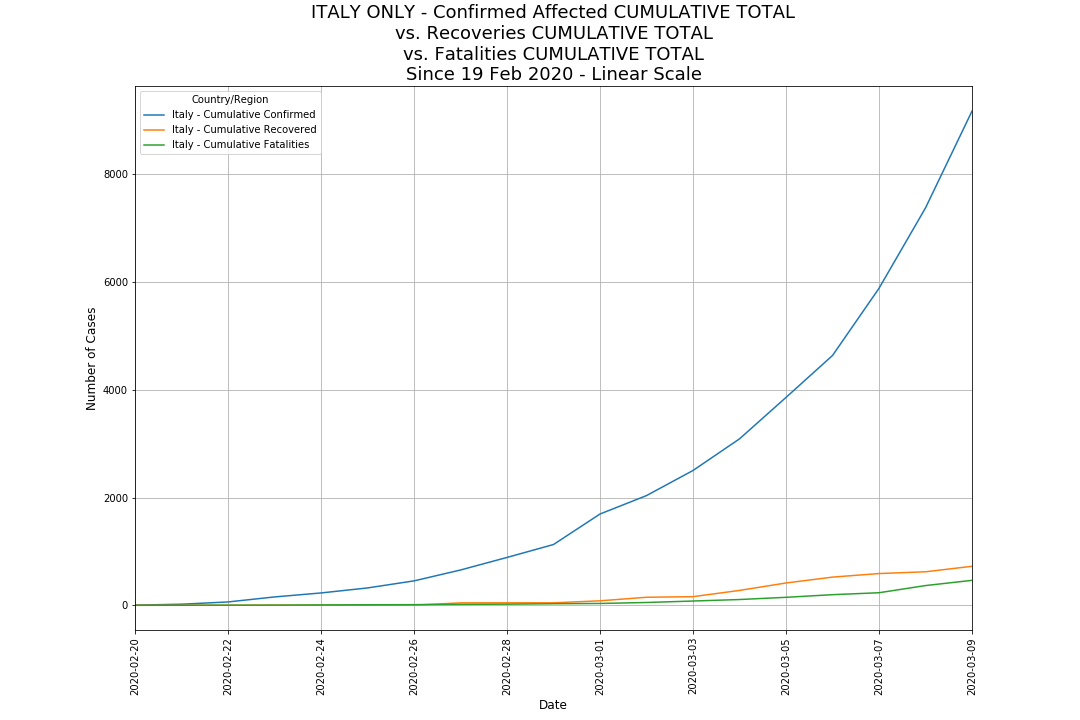 ITALY ONLY - Confirmed Affected CUMULATIVE TOTAL
vs. Recoveries CUMULATIVE TOTAL
vs. Fatalities CUMULATIVE TOTAL
Since 19 Feb 2020 - Linear Scale
Country/Region
Italy - Cumulative Confirmed
Italy - Cumulative Recovered
Italy - Cumulative Fatalities
Number of Cases
8000
6000
4000
2000
0
2020-02-20
2020-02-22
2020-02-24
2020-02-26
2020-02-28
2020-03-01
2020-03-03
2020-03-05
2020-03-07
2020-03-09
Date